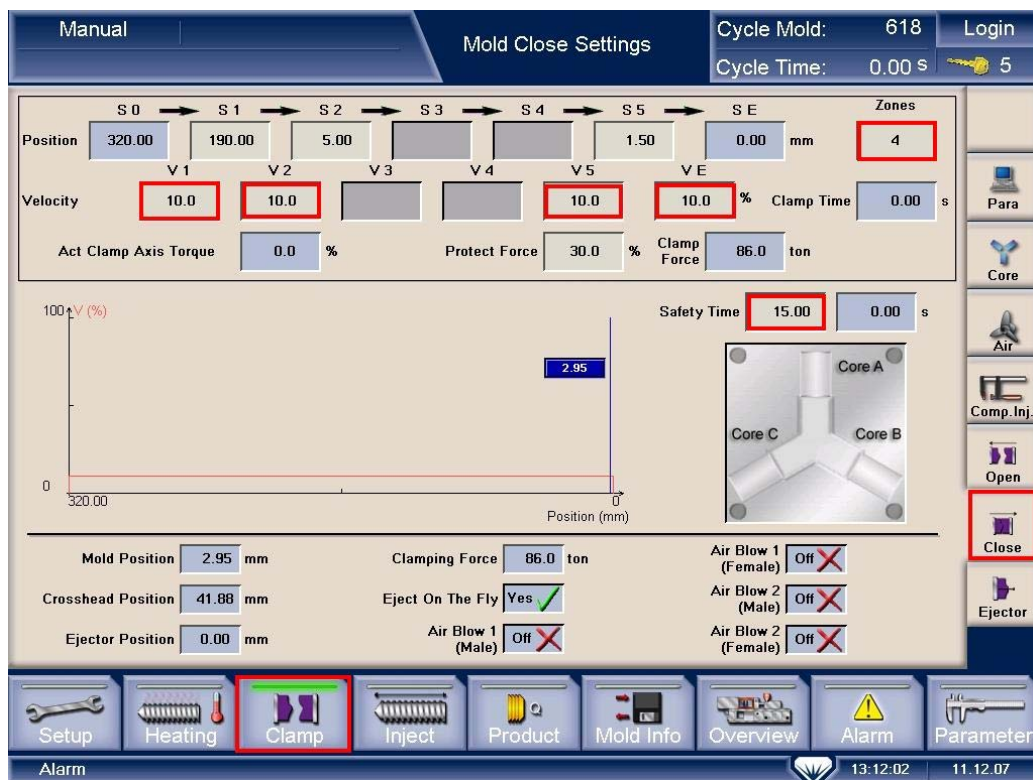 Manual
Mold Close Settings
Cycle Mold: 618
Login
Cycle Time: 0.00 s
5
S 0 S 1 S 2 S 3 S 4 S 5 S E Zones
Position 320.00 190.00 5.00 1.50 0.00 mm 4
V 1 V 2 V 3 V 4 V 5 V E
Velocity 10.0 10.0 10.0 10.0 % Clamp Time 0.00 s
Act Clamp Axis Torque 0.0 % Protect Force 30.0 % Clamp Force 86.0 ton
Para
Core
Air
Comp.Inj.
Open
Close
Ejector
100 V (%)
Safety Time 15.00 0.00 s
2.95
Core A
Core C Core B
0
320.00 0
Position (mm)
Mold Position 2.95 mm Clamping Force 86.0 ton Air Blow 1 (Female) Off
Crosshead Position 41.88 mm Eject On The Fly Yes Air Blow 2 (Male) Off
Ejector Position 0.00 mm Air Blow 1 (Male) Off Air Blow 2 (Female) Off
Setup Heating Clamp Inject Product Mold Info Overview Alarm Parameter
Alarm 13:12:02 11.12.07